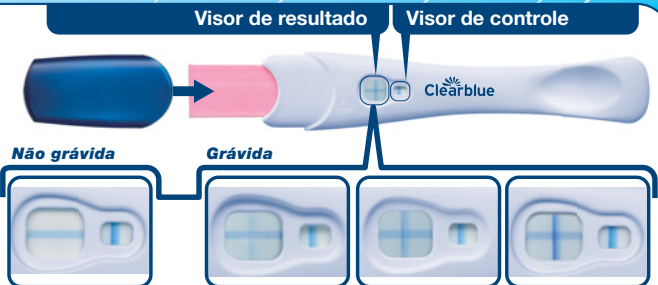 Visor de resultado
Visor de controle
Clearblue
Não grávida
Grávida